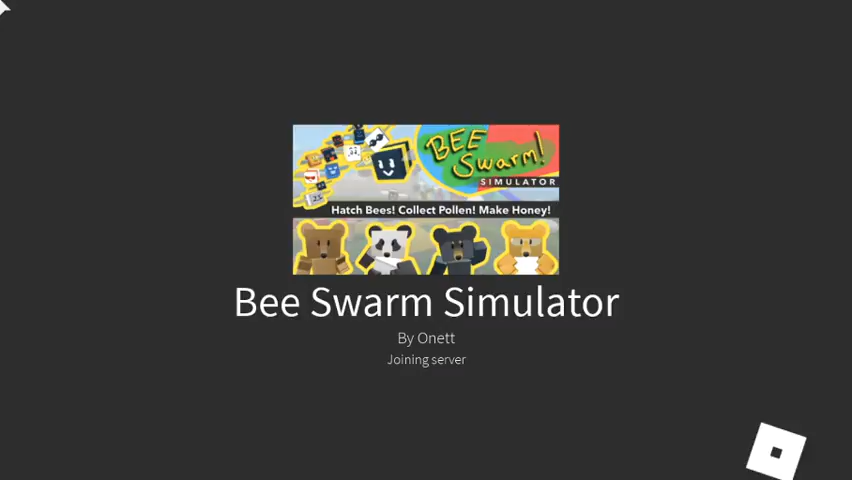 BEE
Swarm!
SIMULATOR
Hatch Bees! Collect Pollen! Make Honey!
Bee Swarm Simulator
By Onett
Joining server